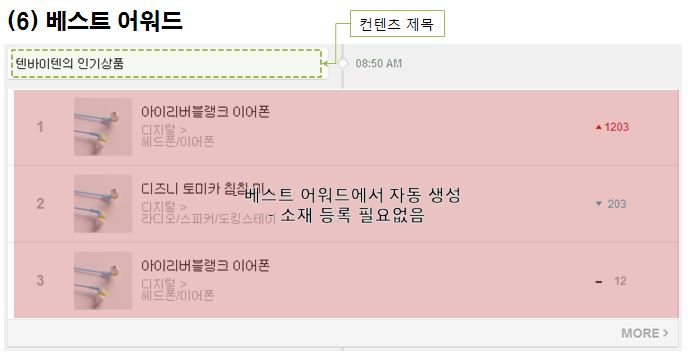 (6) 베스트 어워드
컨텐츠 제목
텐바이텐의 인기상품
08:50 AM
1
아이리버블랭크 이어폰
디지털 >
헤드폰/이어폰
1203
2
디즈니 토미카 칩칩 미
디지털 >
라디오/스피커/도킹스테이
203
- 베스트 어워드에서 자동 생성
- 소재 등록 필요없음
3
아이리버블랭크 이어폰
디지털 >
헤드폰/이어폰
12
MORE >